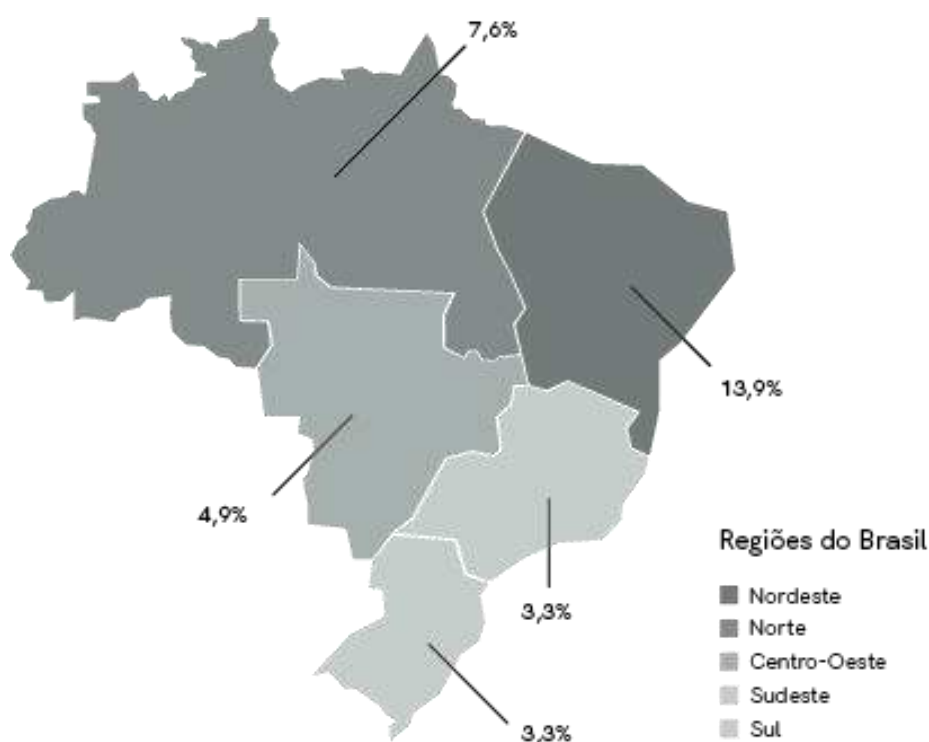 7,6%
13,9%
4,9%
3,3%
3,3%
Regiões do Brasil
Nordeste
Norte
Centro-Oeste
Sudeste
Sul